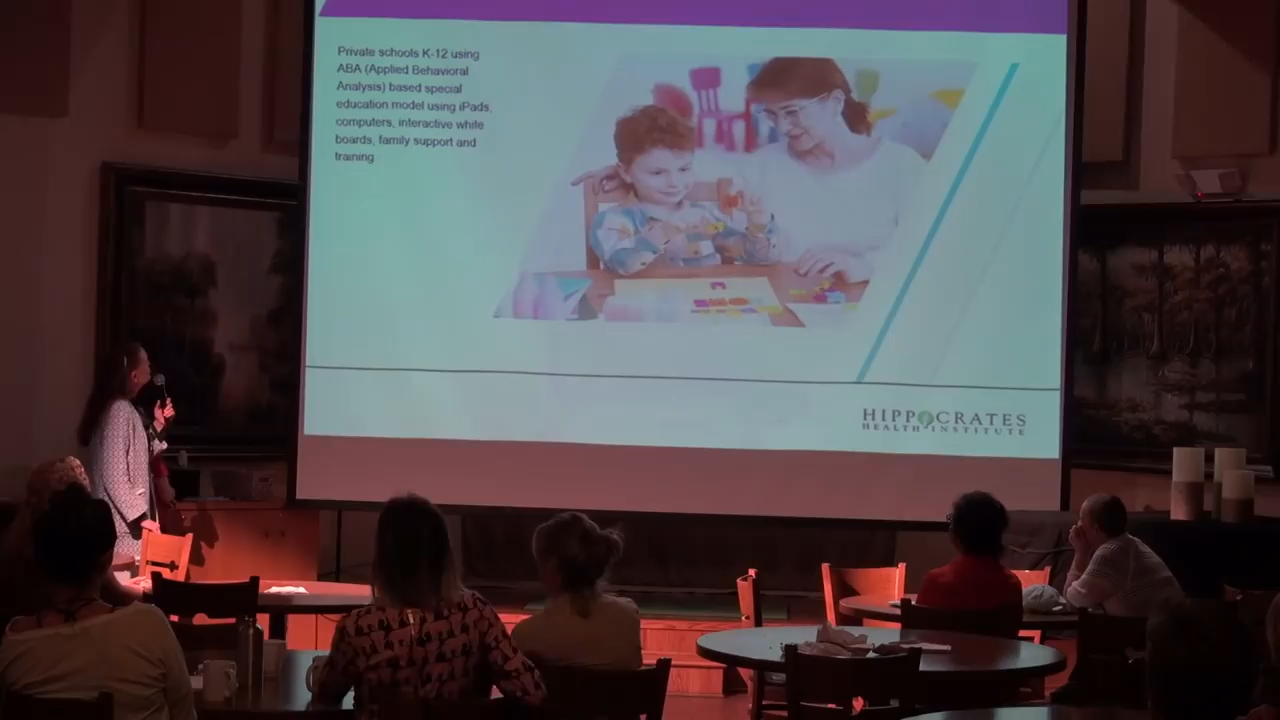 Private schools K-12 using
ABA (Applied Behavioral
Analysis) based special
education model using iPads,
computers, interactive white
boards, family support and
training
HIPPOCRATES
HEALTH INSTITUTE